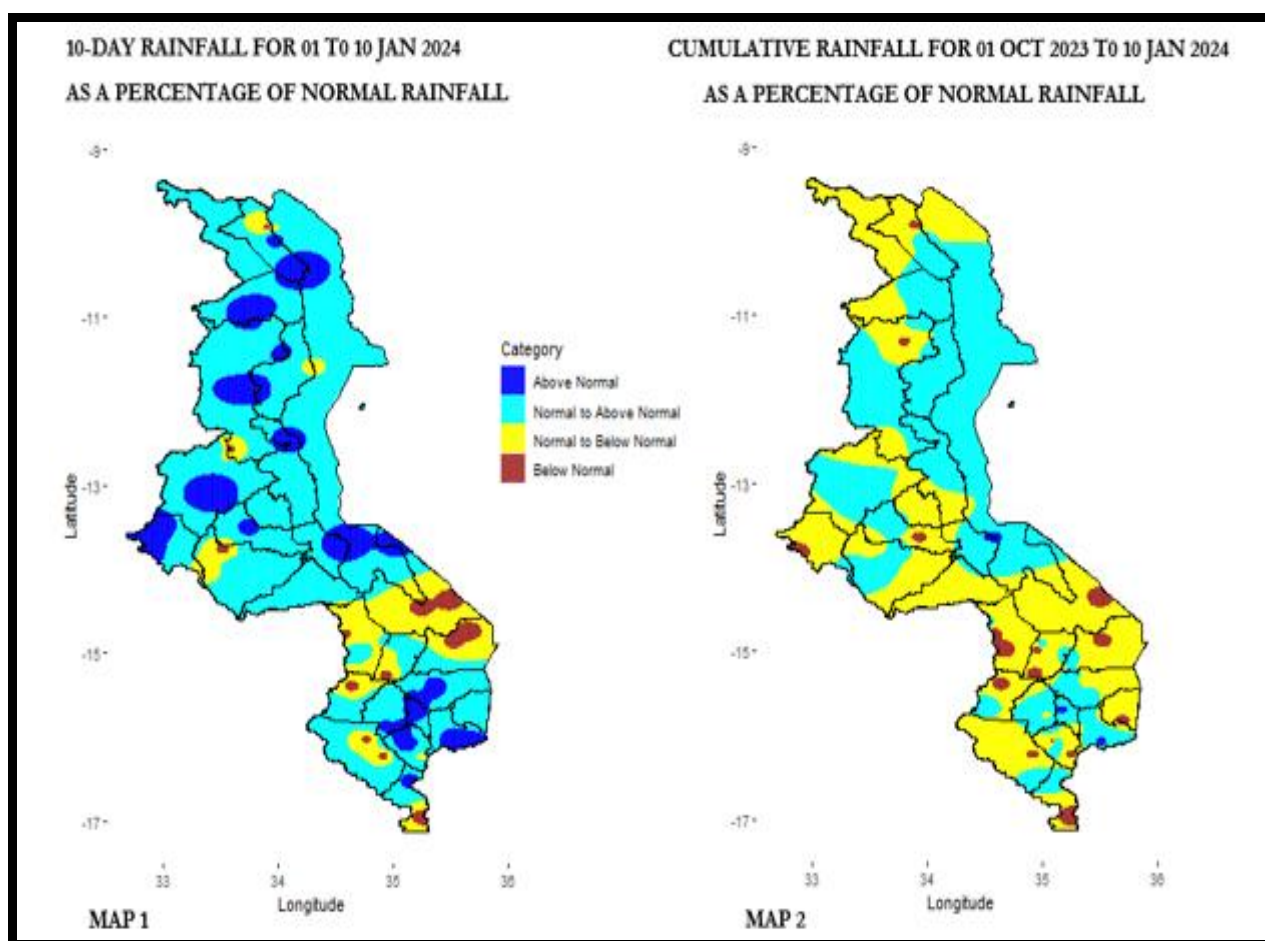 10-DAY RAINFALL FOR 01 T0 10 JAN 2024
AS A PERCENTAGE OF NORMAL RAINFALL
CUMULATIVE RAINFALL FOR 01 OCT 2023 T0 10 JAN 2024
AS A PERCENTAGE OF NORMAL RAINFALL
-9
-11
-13
-15
-17
Latitude
33
34
35
36
Longitude
MAP 1
Category
Above Normal
Normal to Above Normal
Normal to Below Normal
Below Normal
-9
-11
-13
-15
-17
Latitude
33
34
35
36
Longitude
MAP 2